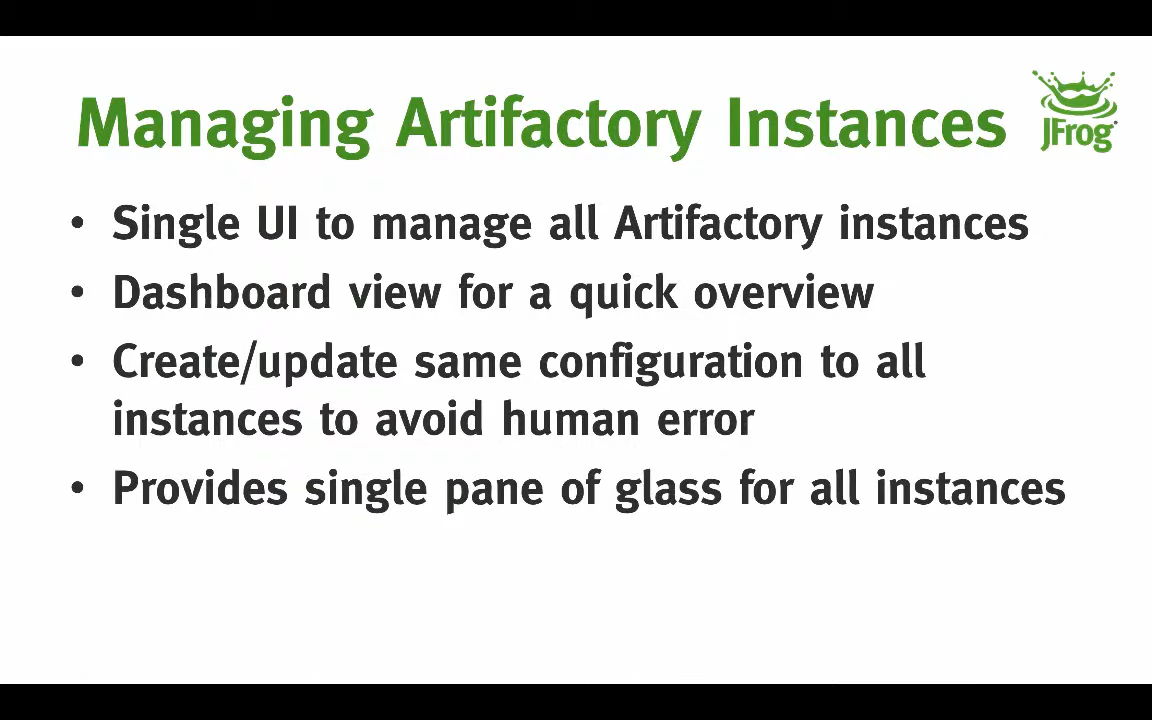 Managing Artifactory Instances
JFrog
• Single UI to manage all Artifactory instances
• Dashboard view for a quick overview
• Create/update same configuration to all
instances to avoid human error
• Provides single pane of glass for all instances